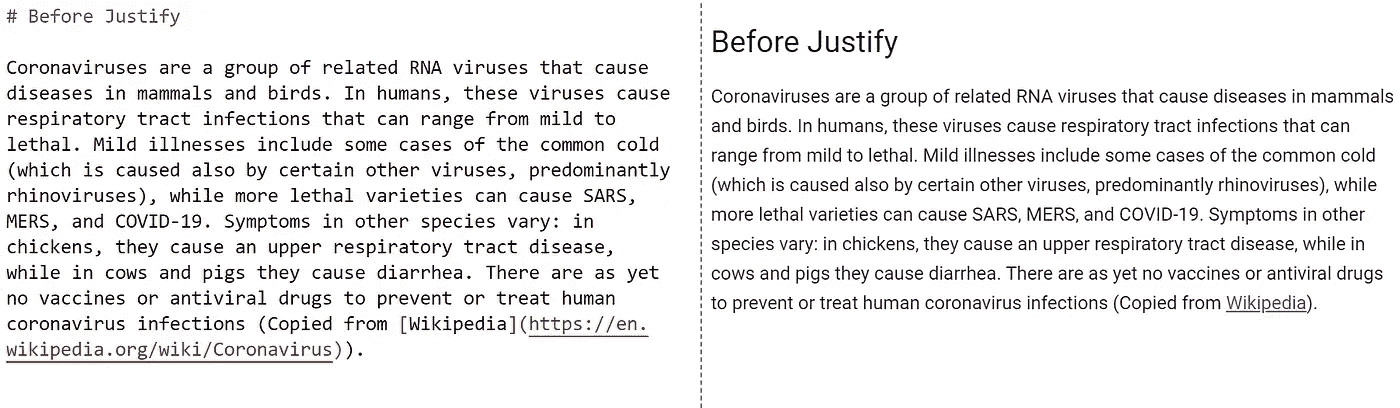 # Before Justify
Coronaviruses are a group of related RNA viruses that cause
diseases in mammals and birds. In humans, these viruses cause
respiratory tract infections that can range from mild to
lethal. Mild illnesses include some cases of the common cold
(which is caused also by certain other viruses, predominantly
rhinoviruses), while more lethal varieties can cause SARS,
MERS, and COVID-19. Symptoms in other species vary: in
chickens, they cause an upper respiratory tract disease,
while in cows and pigs they cause diarrhea. There are as yet
no vaccines or antiviral drugs to prevent or treat human
coronavirus infections (Copied from [Wikipedia](https://en.
wikipedia.org/wiki/Coronavirus)).
Before Justify
Coronaviruses are a group of related RNA viruses that cause diseases in mammals
and birds. In humans, these viruses cause respiratory tract infections that can
range from mild to lethal. Mild illnesses include some cases of the common cold
(which is caused also by certain other viruses, predominantly rhinoviruses), while
more lethal varieties can cause SARS, MERS, and COVID-19. Symptoms in other
species vary: in chickens, they cause an upper respiratory tract disease, while in
cows and pigs they cause diarrhea. There are as yet no vaccines or antiviral drugs
to prevent or treat human coronavirus infections (Copied from Wikipedia).